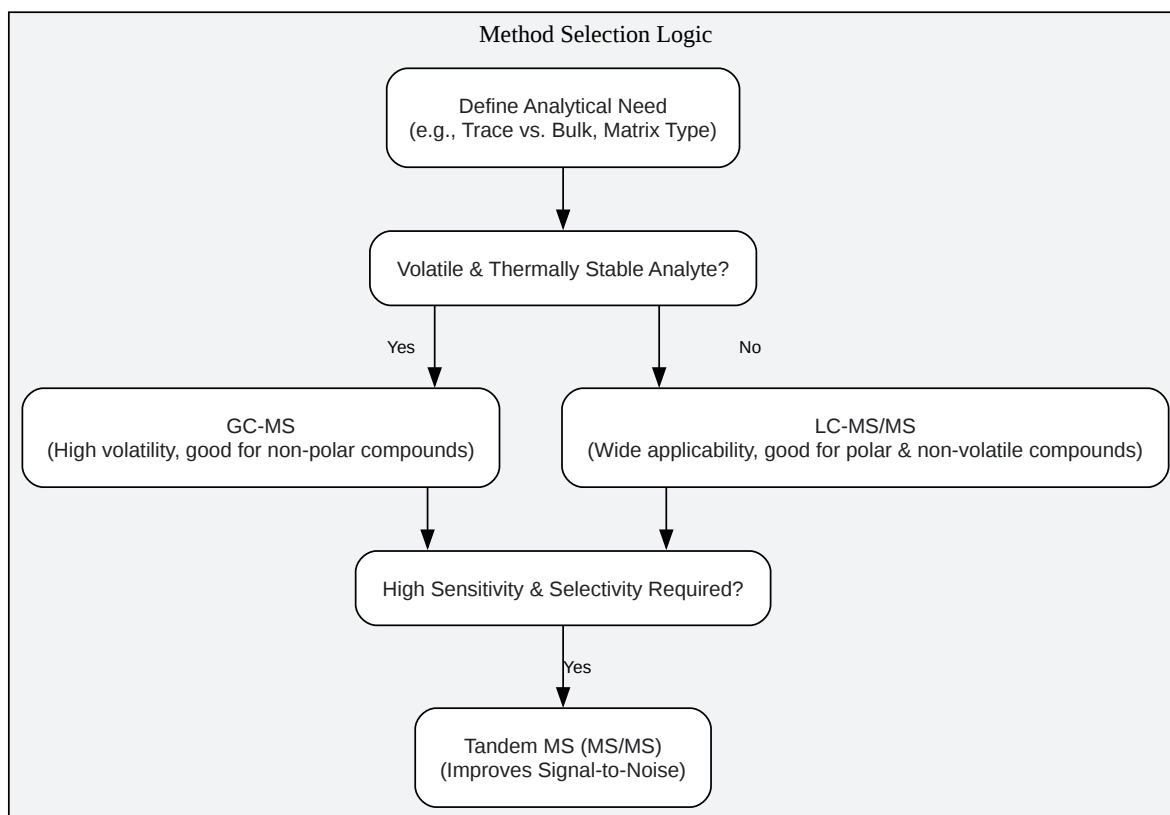 Method Selection Logic
Define Analytical Need
(e.g., Trace vs. Bulk, Matrix Type)
Volatile & Thermally Stable Analyte?
Yes
No
GC-MS
(High volatility, good for non-polar compounds)
LC-MS/MS
(Wide applicability, good for polar & non-volatile compounds)
High Sensitivity & Selectivity Required?
Yes
Tandem MS (MS/MS)
(Improves Signal-to-Noise)